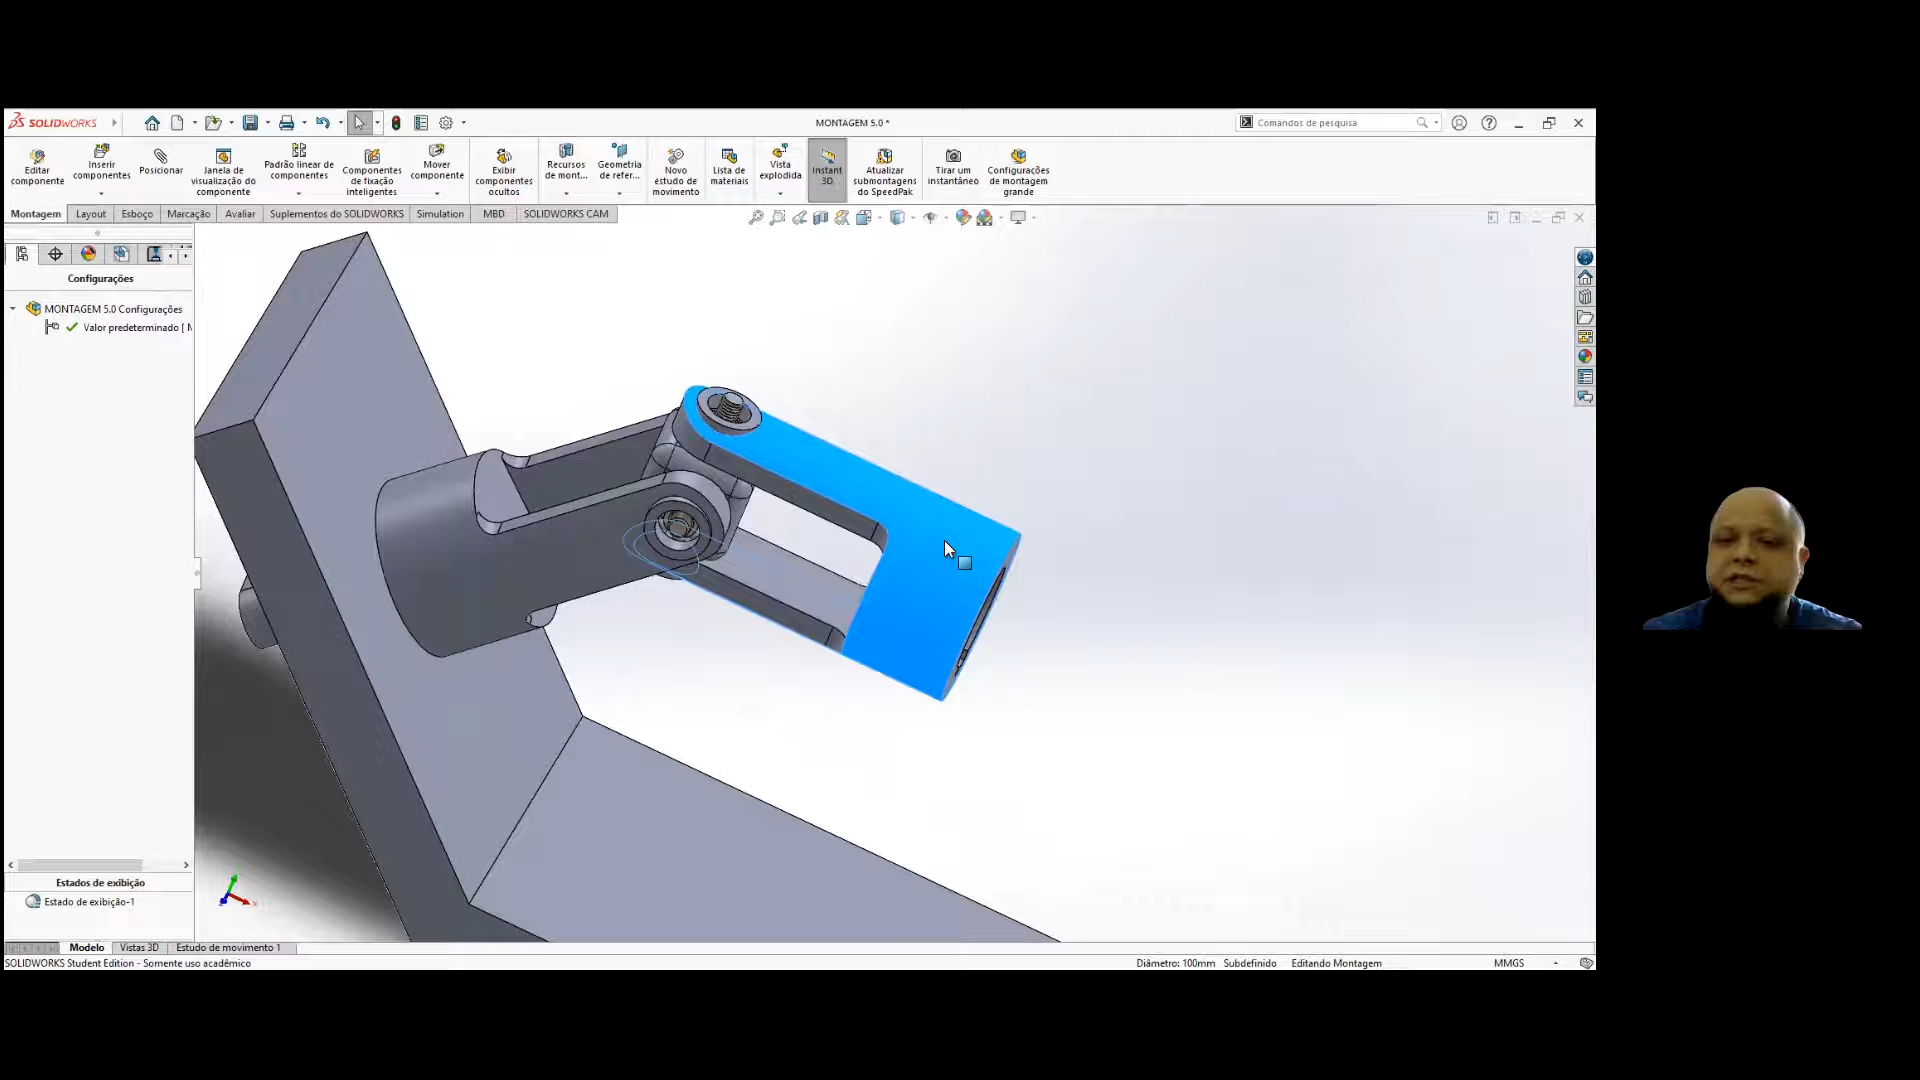 SOLIDWORKS
MONTAGEM 5.0 *
Comandos de pesquisa
Editar
componente
Inserir
componentes
Posicionar
Janela de
visualização do
componente
Padrão linear de
componentes
Componentes
de fixação
inteligentes
Mover
componente
Exibir
componentes
ocultos
Recursos
de mont...
Geometria
de refer...
Novo
estudo de
movimento
Lista de
materiais
Vista
explodida
Instant
3D
Atualizar
submontagens
do SpeedPak
Tirar um
instantâneo
Configurações
de montagem
grande
Montagem
Layout
Esboço
Marcação
Avaliar
Suplementos do SOLIDWORKS
Simulation
MBD
SOLIDWORKS CAM
Configurações
MONTAGEM 5.0 Configurações
Valor predeterminado [
Estados de exibição
Estado de exibição-1
Modelo
Vistas 3D
Estudo de movimento 1
SOLIDWORKS Student Edition - Somente uso acadêmico
Diâmetro: 100mm
Subdefinido
Editando Montagem
MMGS